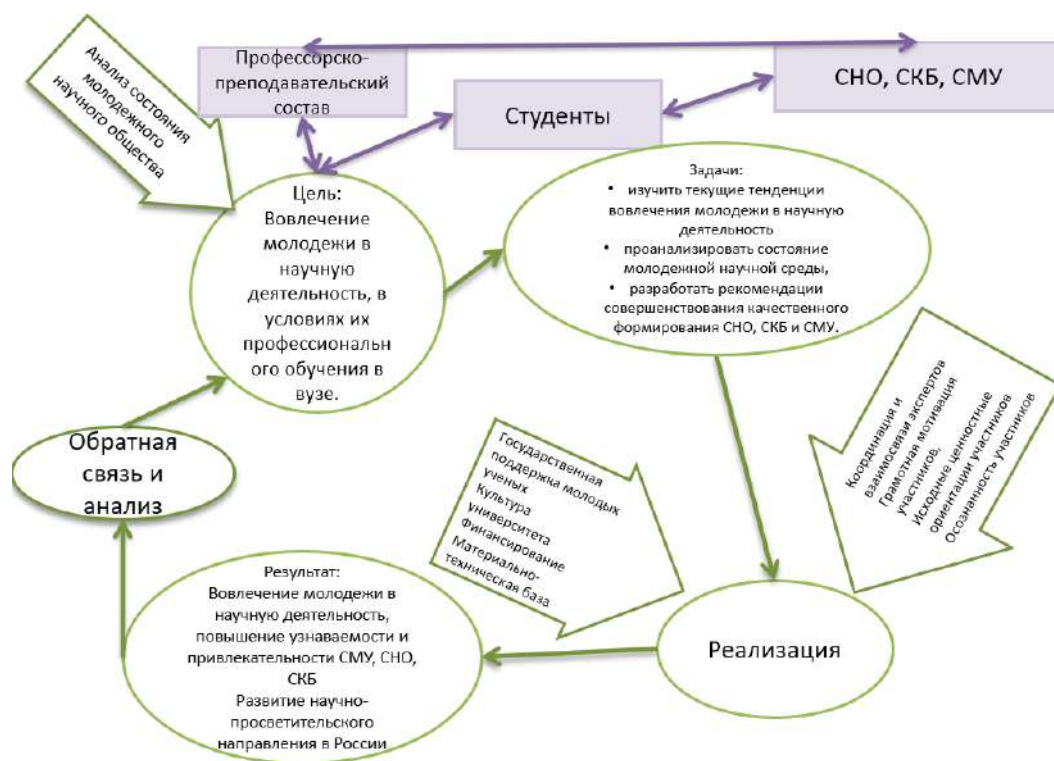 Анализ состояния
молодежного
научного общества
Профессорско-
преподавательский
состав
Студенты
СНО, СКБ, СМУ
Цель:
Вовлечение
молодежи в
научную
деятельность, в
условиях их
профессиональн
ого обучения в
вузе.
Задачи:
• изучить текущие тенденции
вовлечения молодежи в научную
деятельность
• проанализировать состояние
молодежной научной среды,
• разработать рекомендации
совершенствования качественного
формирования СНО, СКБ и СМУ.
Координация и
взаимосвязи экспертов
Грамотная мотивация
участников,
Исходные ценностные
ориентации участников
Осознанность участников
Государственная
поддержка молодых
ученых
Культура
университета
Финансирование
Материально-
техническая база
Реализация
Результат:
Вовлечение молодежи в
научную деятельность,
повышение узнаваемости и
привлекательности СМУ, СНО,
СКБ
Развитие научно-
просветительского
направления в России
Обратная
связь и
анализ